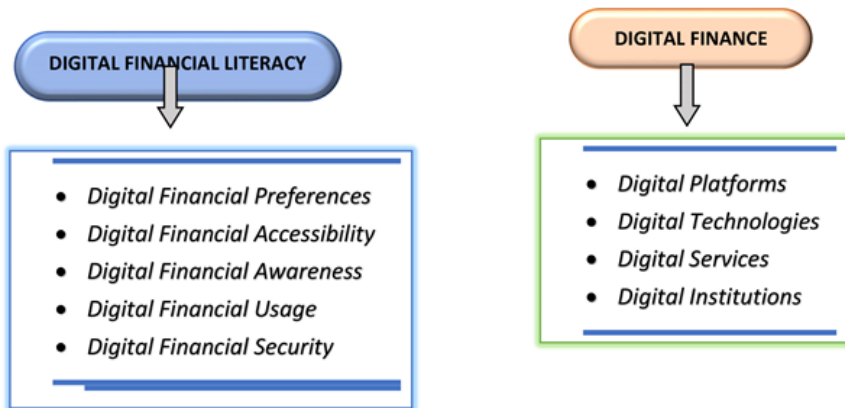 DIGITAL FINANCIAL LITERACY
• Digital Financial Preferences
• Digital Financial Accessibility
• Digital Financial Awareness
• Digital Financial Usage
• Digital Financial Security
DIGITAL FINANCE
• Digital Platforms
• Digital Technologies
• Digital Services
• Digital Institutions